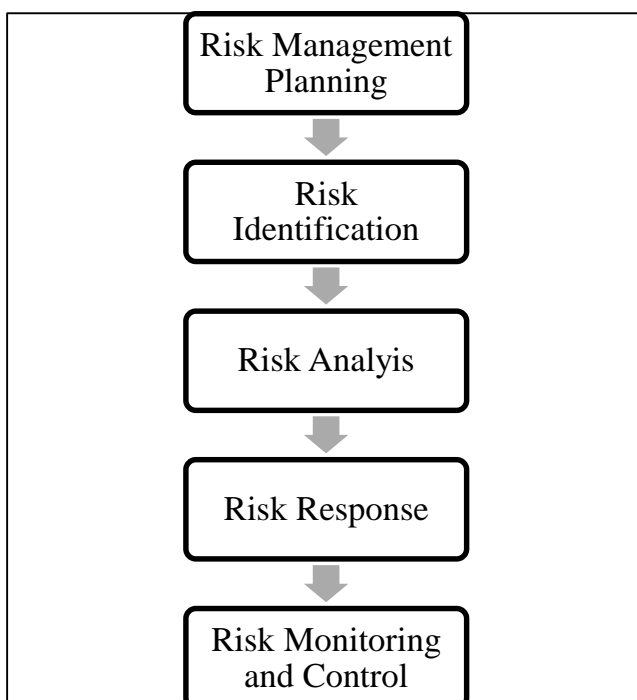 Risk Management
Planning
Risk
Identification
Risk Analyis
Risk Response
Risk Monitoring
and Control